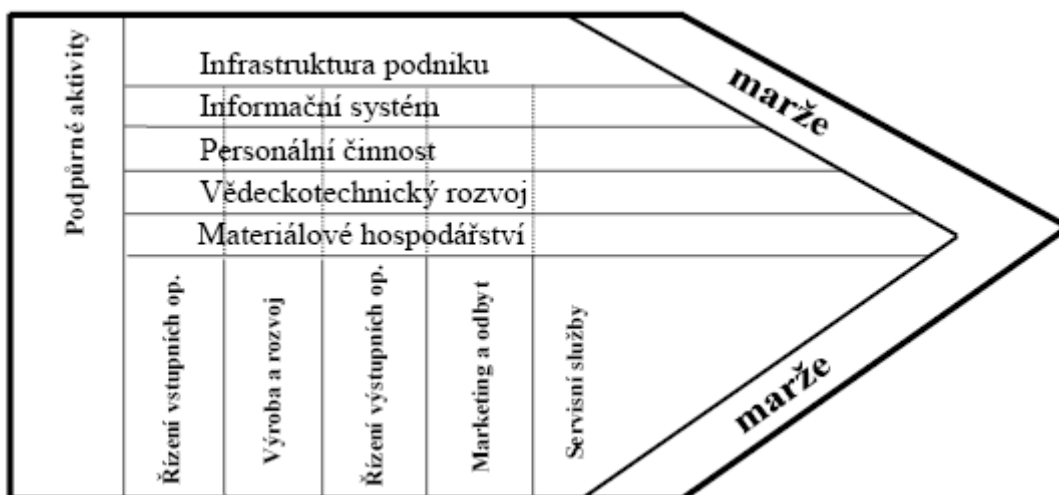 Podpůrné aktivity
Infrastruktura podniku
Informační systém
Personální činnost
Vědeckotechnický rozvoj
Materiálové hospodářství
marže
Řízení vstupních op.
Výroba a rozvoj
Řízení výstupních op.
Marketing a odbyt
Servisní služby
marže